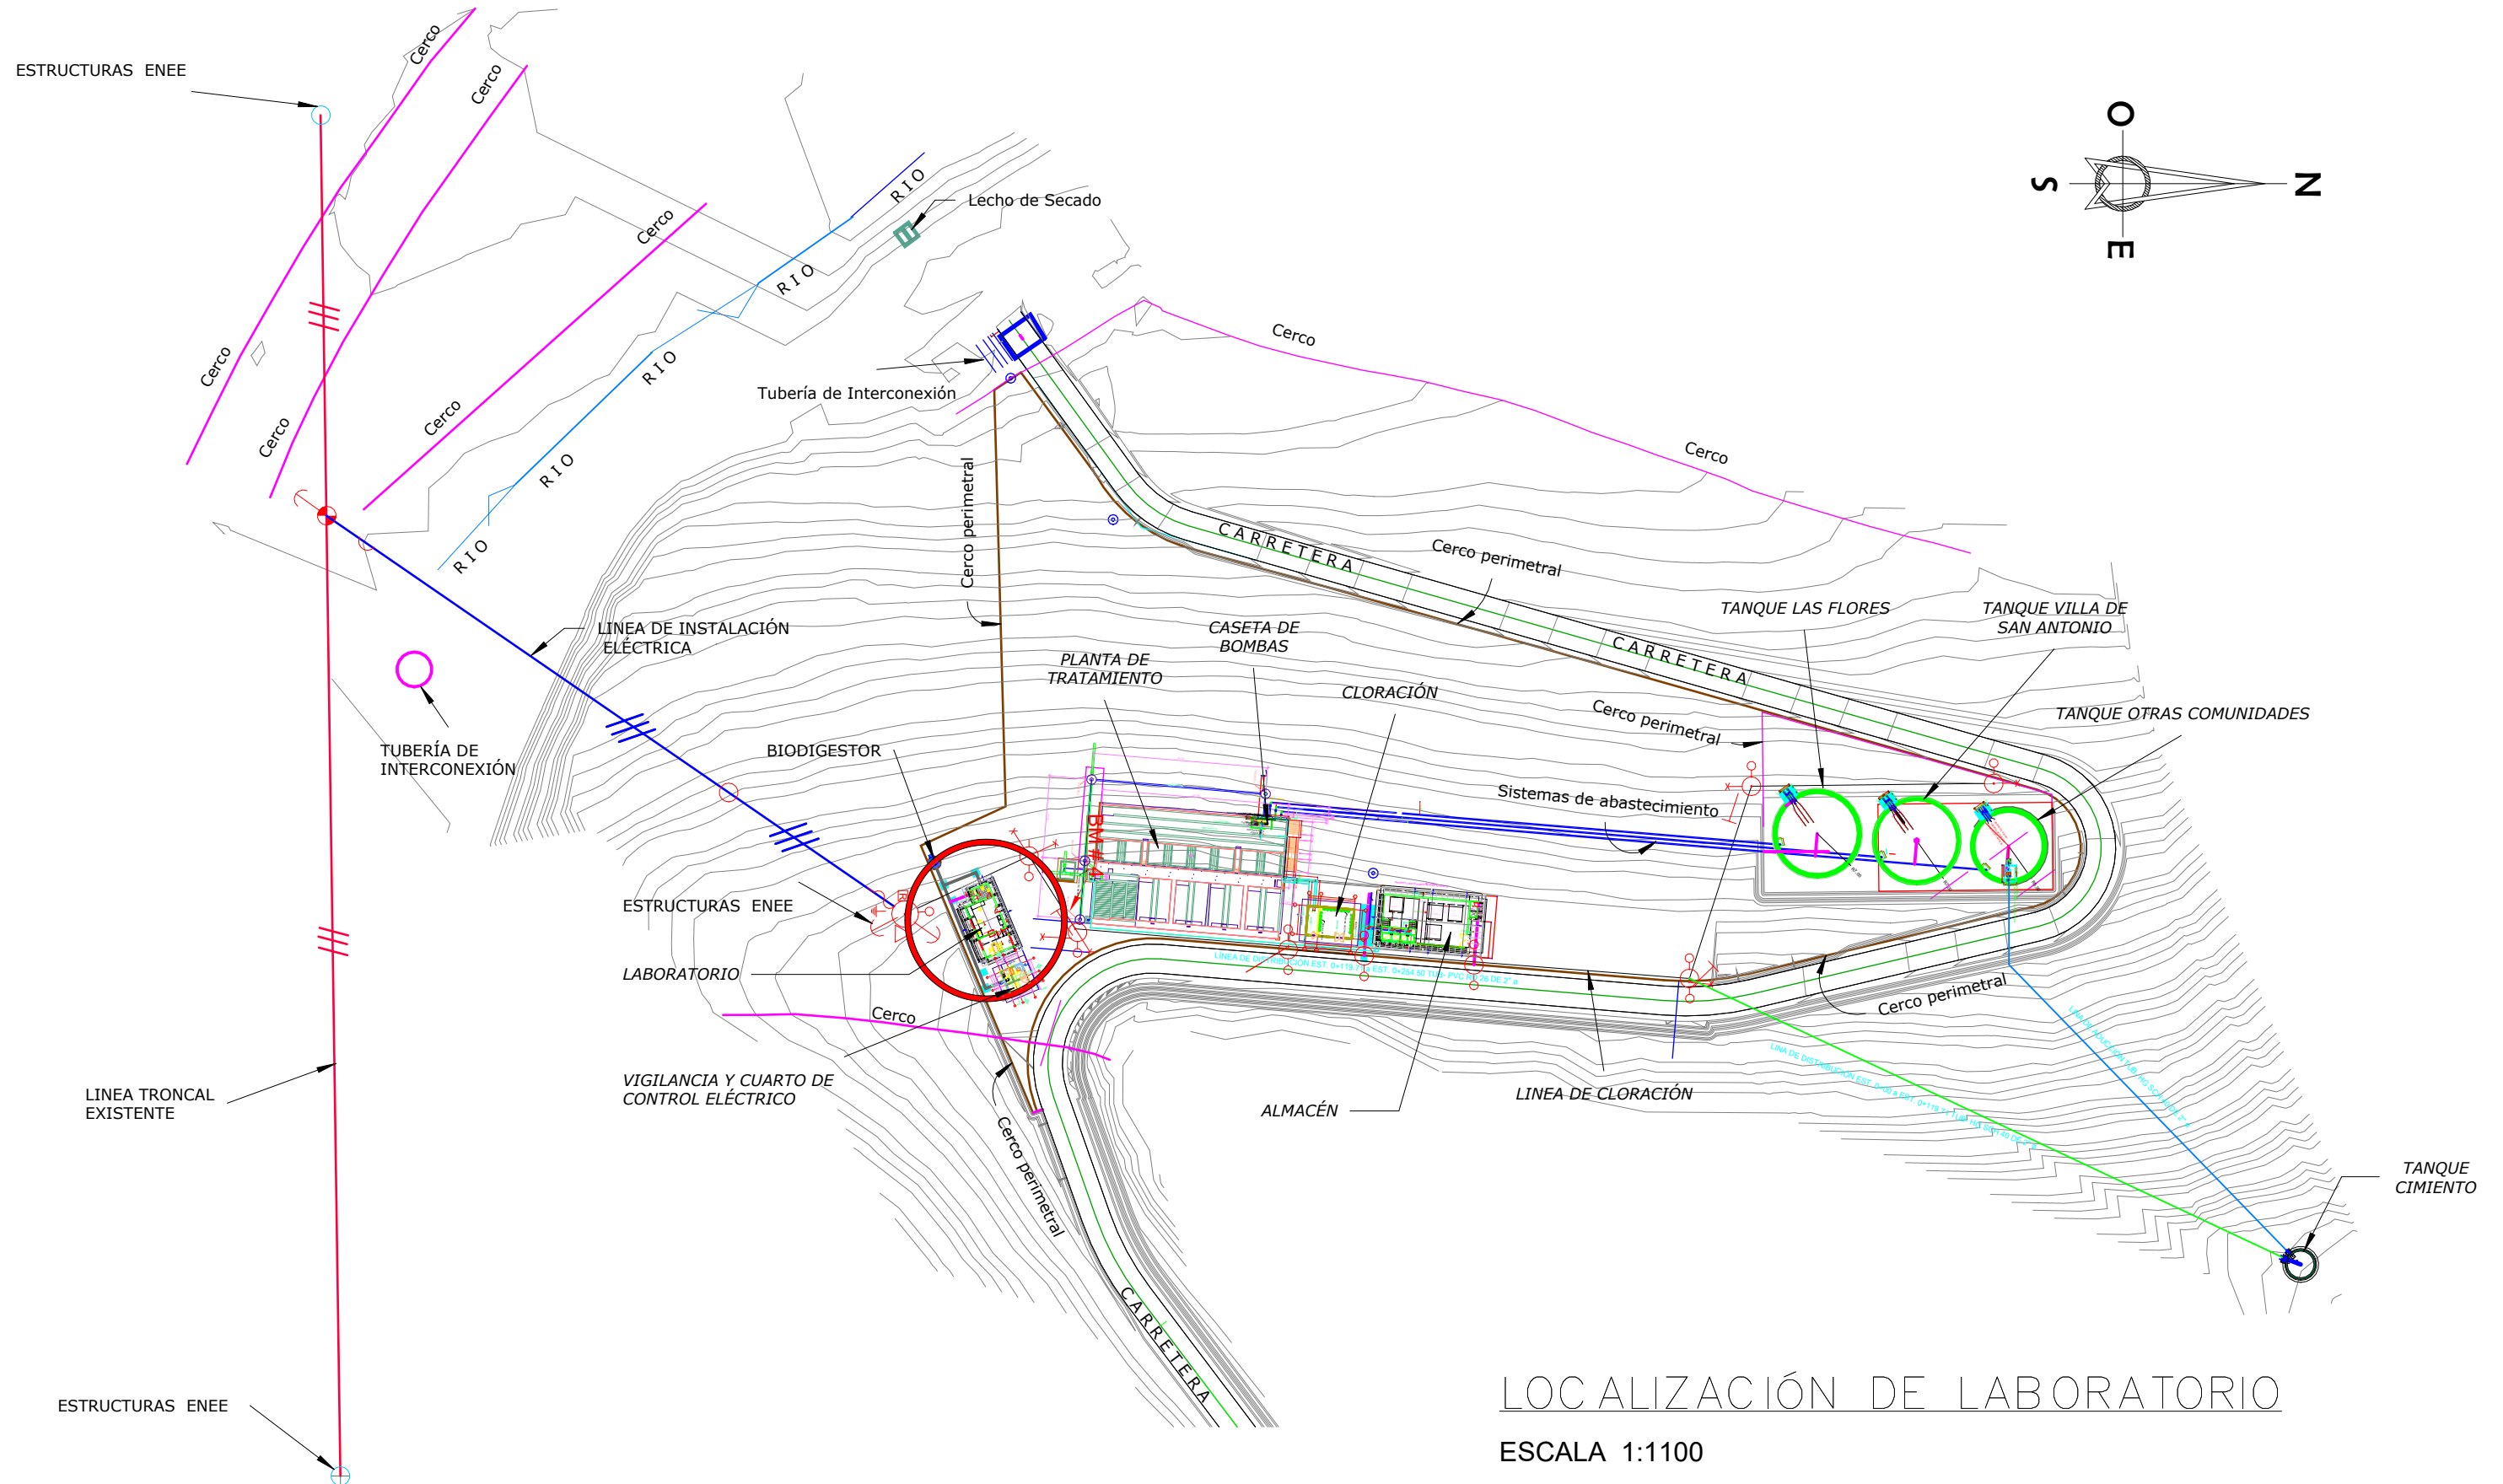 ESTRUCTURAS  ENEE
Cerco
Cerco
O
S
N
E
RIO
Lecho de Secado
Cerco
RIO
Cerco
Cerco
RIO
Tubería de Interconexión
Cerco
Cerco
Cerco
RIO
Cerco
RIO
Cerco perimetral
CARRETERA
Cerco perimetral
LINEA DE INSTALACIÓN
ELÉCTRICA
CASETA DE
BOMBAS
TANQUE LAS FLORES
TANQUE VILLA DE
SAN ANTONIO
PLANTA DE
TRATAMIENTO
CARRETERA
CLORACIÓN
Cerco perimetral
TANQUE OTRAS COMUNIDADES
TUBERÍA DE
INTERCONEXIÓN
BIODIGESTOR
Sistemas de abastecimiento
BM#4
ESTRUCTURAS  ENEE
LABORATORIO
Cerco
Cerco perimetral
VIGILANCIA Y CUARTO DE
CONTROL ELÉCTRICO
LINEA DE CLORACIÓN
ALMACÉN
LINEA TRONCAL
EXISTENTE
Cerco perimetral
TANQUE
CIMIENTO
CARRETERA
ESTRUCTURAS  ENEE
LOCALIZACIÓN DE LABORATORIO
ESCALA 1:1100